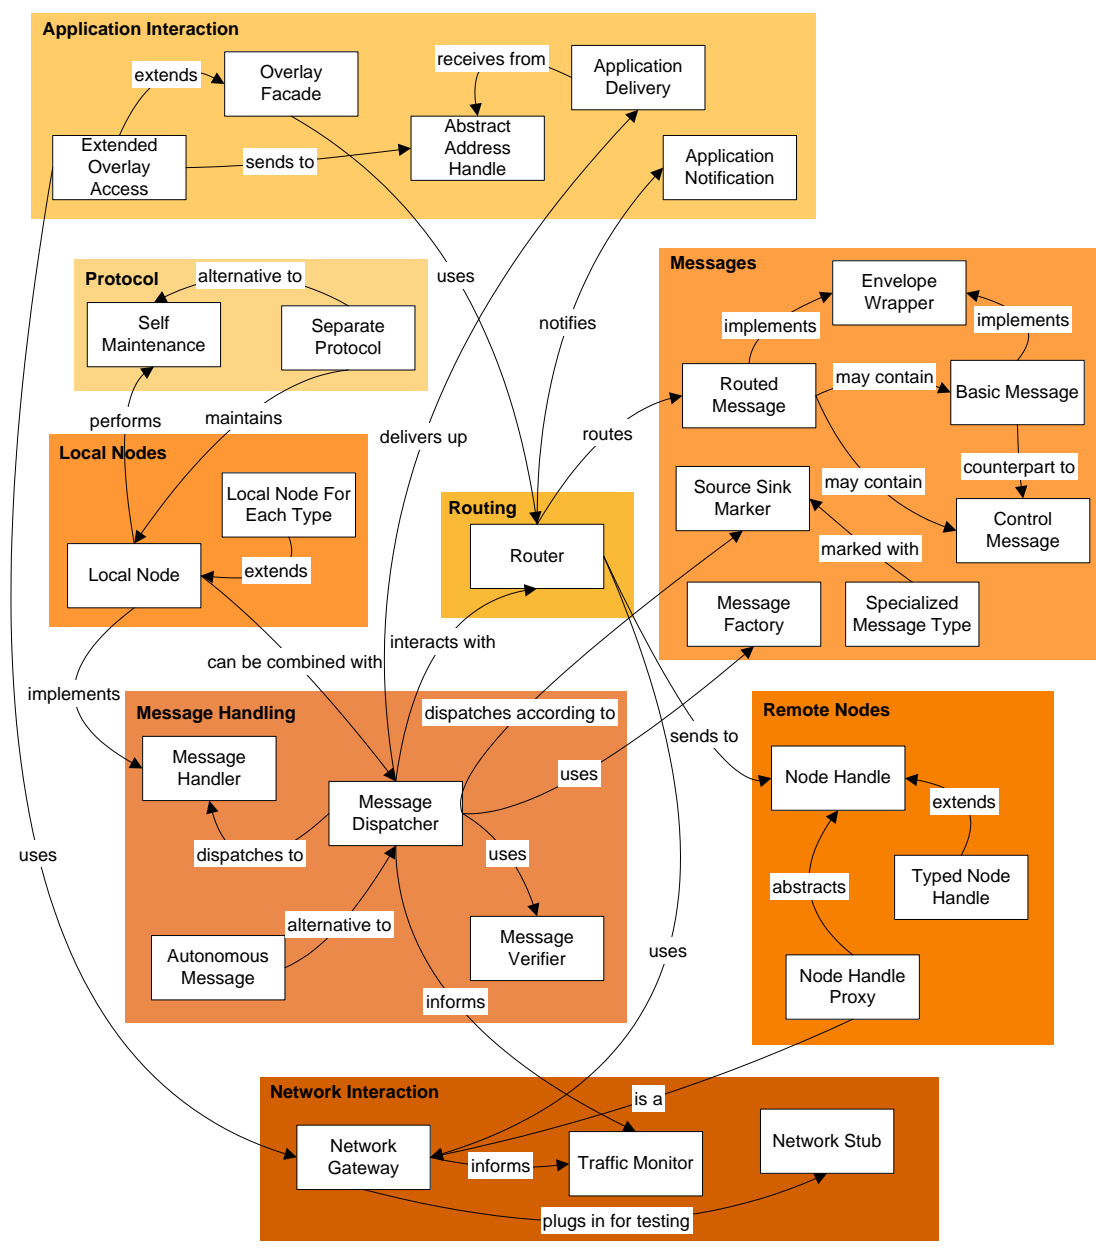 Application Interaction
extends
Overlay
Facade
receives from
Application
Delivery
Extended
Overlay
Access
sends to
Abstract
Address
Handle
Application
Notification
uses
notifies
delivers up
Protocol
alternative to
Self
Maintenance
Separate
Protocol
performs
maintains
Messages
Envelope
Wrapper
implements
implements
Routed
Message
may contain
Basic Message
routes
counterpart to
may contain
Source Sink
Marker
Control
Message
marked with
Message
Factory
Specialized
Message Type
Local Nodes
Local Node For
Each Type
Local Node
extends
Routing
Router
interacts with
can be combined with
implements
Message Handling
dispatches according to
Message
Handler
Message
Dispatcher
uses
dispatches to
uses
alternative to
Autonomous
Message
Message
Verifier
informs
sends to
uses
uses
Remote Nodes
Node Handle
extends
abstracts
Typed Node
Handle
Node Handle
Proxy
is a
Network Interaction
Network
Gateway
informs
Traffic Monitor
Network Stub
plugs in for testing